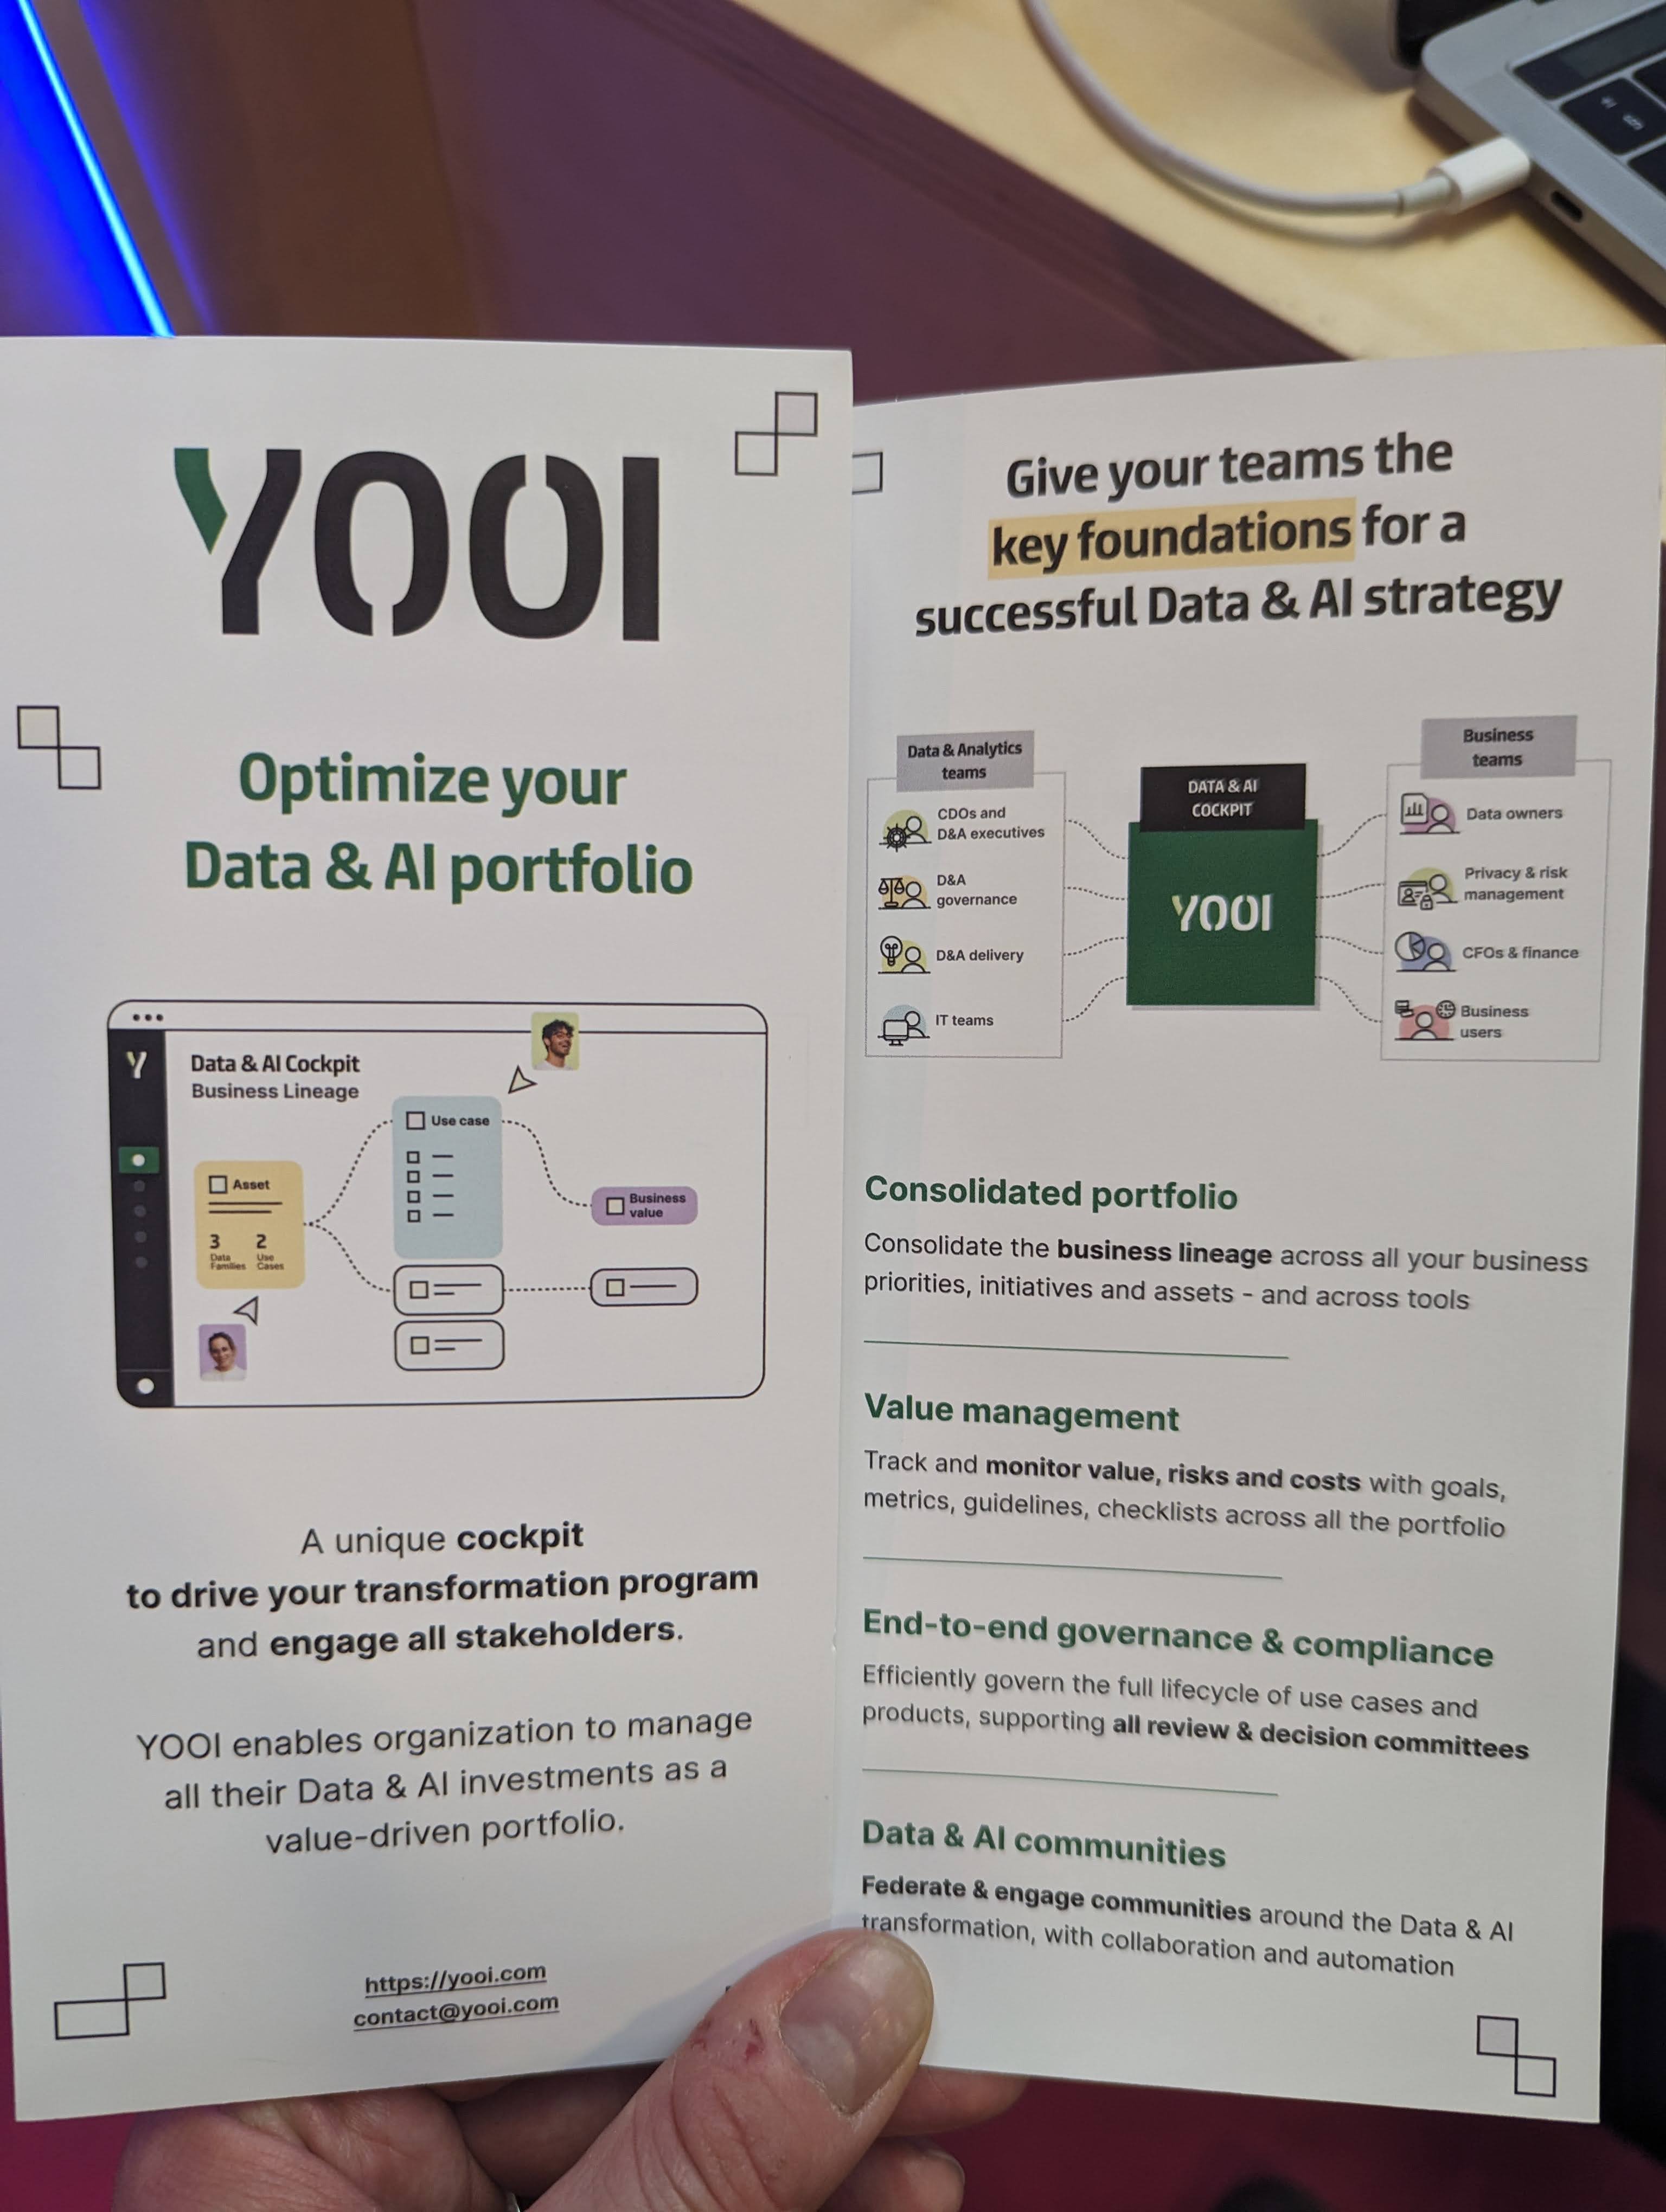 YOOI
Optimize your
Data & AI portfolio
Y
Data & AI Cockpit
Business Lineage
Use case
Asset
3 2
Data Use
Families Cases
Business
value
A unique cockpit
to drive your transformation program
and engage all stakeholders.
YOOI enables organization to manage
all their Data & AI investments as a
value-driven portfolio.
https://yooi.com
contact@yooi.com
Give your teams the
key foundations for a
successful Data & AI strategy
Data & Analytics
teams
CDOs and
D&A executives
D&A
governance
D&A delivery
IT teams
DATA & AI
COCKPIT
YOOI
Business
teams
Data owners
Privacy & risk
management
CFOs & finance
Business
users
Consolidated portfolio
Consolidate the business lineage across all your business
priorities, initiatives and assets - and across tools
Value management
Track and monitor value, risks and costs with goals,
metrics, guidelines, checklists across all the portfolio
End-to-end governance & compliance
Efficiently govern the full lifecycle of use cases and
products, supporting all review & decision committees
Data & AI communities
Federate & engage communities around the Data & AI
transformation, with collaboration and automation